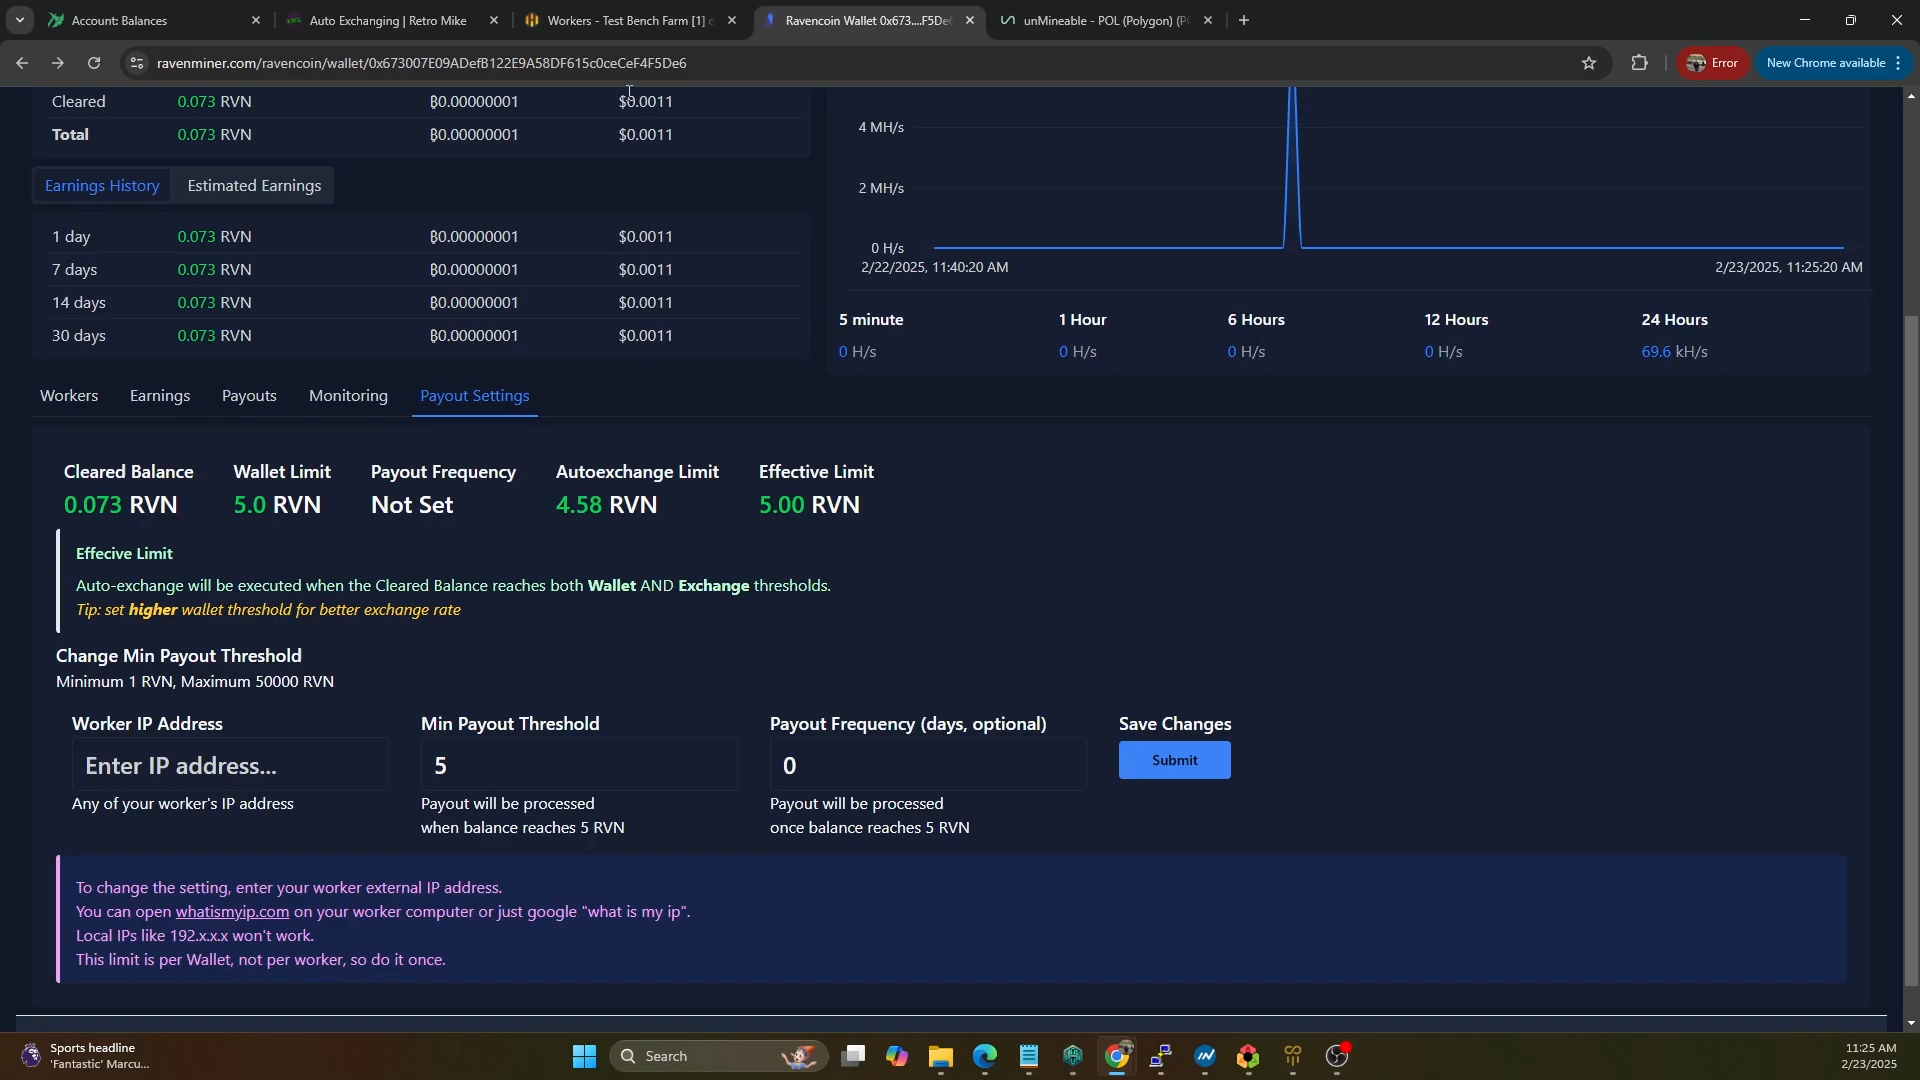 Account: Balances
Auto Exchanging | Retro Mike
Workers - Test Bench Farm [1]
Ravencoin Wallet 0x673....F5De6
unMineable - POL (Polygon)
ravenminer.com/ravencoin/wallet/0x673007E09ADefB122E9A58DF615c0ceCeF4F5De6
Error
New Chrome available
Cleared 0.073 RVN ₿0.00000001 $0.0011
Total 0.073 RVN ₿0.00000001 $0.0011
Earnings History Estimated Earnings
1 day 0.073 RVN ₿0.00000001 $0.0011
7 days 0.073 RVN ₿0.00000001 $0.0011
14 days 0.073 RVN ₿0.00000001 $0.0011
30 days 0.073 RVN ₿0.00000001 $0.0011
4 MH/s
2 MH/s
0 H/s
2/22/2025, 11:40:20 AM 2/23/2025, 11:25:20 AM
5 minute 1 Hour 6 Hours 12 Hours 24 Hours
0 H/s 0 H/s 0 H/s 0 H/s 69.6 kH/s
Workers Earnings Payouts Monitoring Payout Settings
Cleared Balance Wallet Limit Payout Frequency Autoexchange Limit Effective Limit
0.073 RVN 5.0 RVN Not Set 4.58 RVN 5.00 RVN
Effecive Limit
Auto-exchange will be executed when the Cleared Balance reaches both Wallet AND Exchange thresholds.
Tip: set higher wallet threshold for better exchange rate
Change Min Payout Threshold
Minimum 1 RVN, Maximum 50000 RVN
Worker IP Address Min Payout Threshold Payout Frequency (days, optional) Save Changes
Enter IP address... 5 0 Submit
Any of your worker's IP address Payout will be processed Payout will be processed
when balance reaches 5 RVN once balance reaches 5 RVN
To change the setting, enter your worker external IP address.
You can open whatismyip.com on your worker computer or just google "what is my ip".
Local IPs like 192.x.x.x won't work.
This limit is per Wallet, not per worker, so do it once.
Sports headline
'Fantastic' Marcu...
Search
11:25 AM
2/23/2025